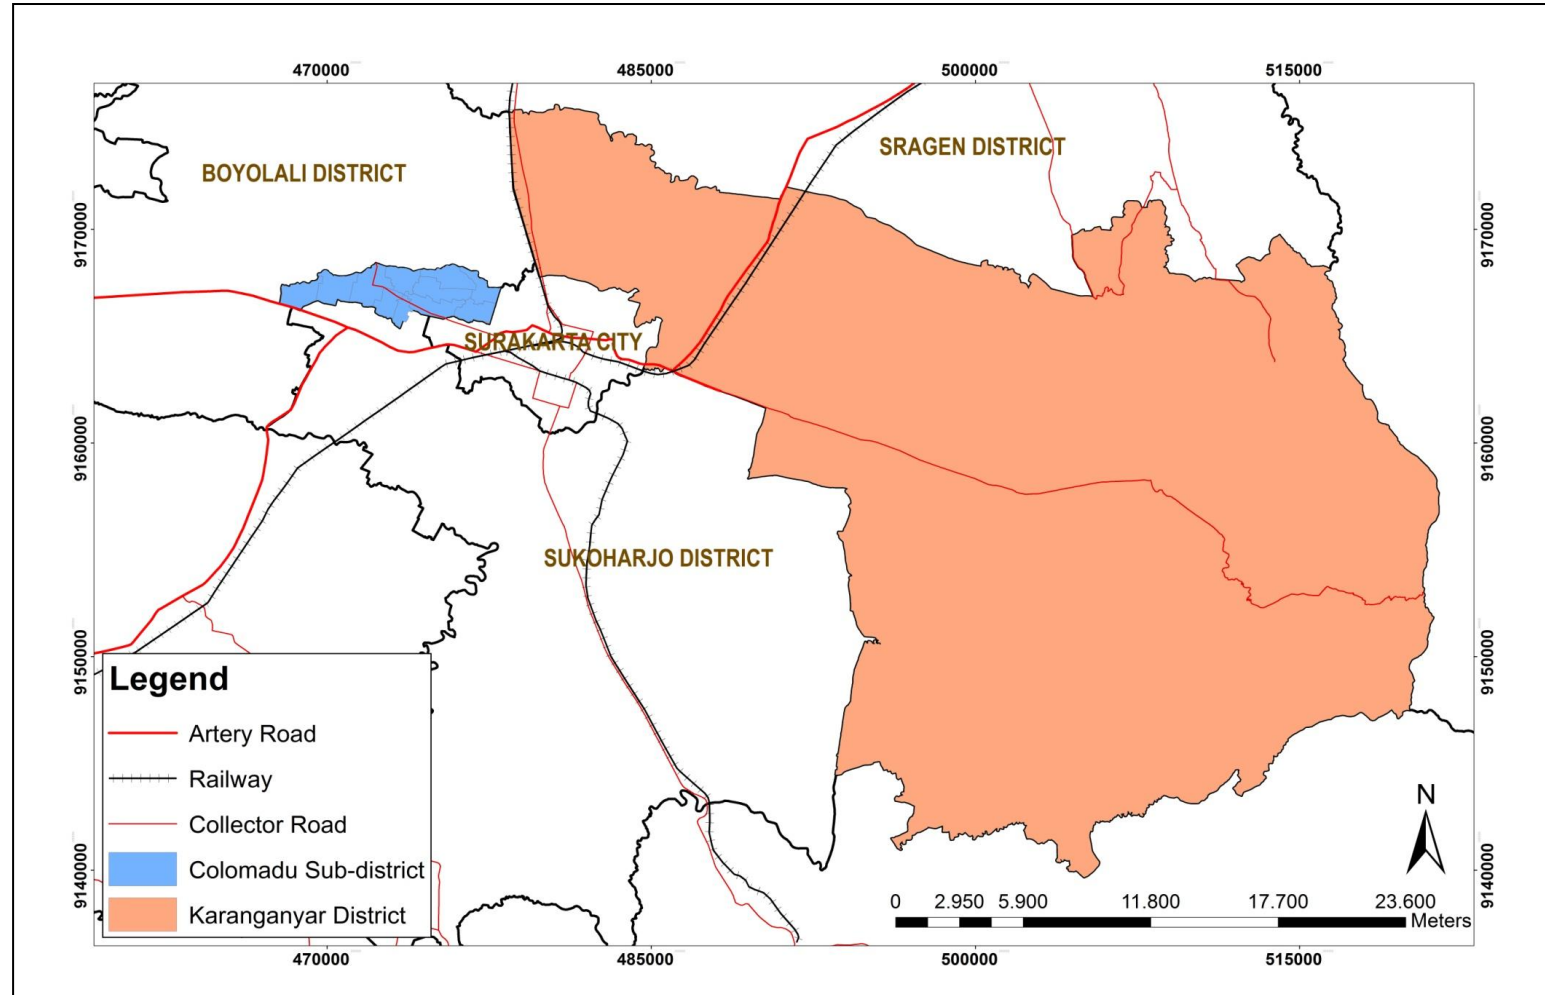 470000
485000
500000
515000
BOYOLALI DISTRICT
SRAGEN DISTRICT
9170000
9170000
SURAKARTA CITY
9160000
9160000
SUKOHARJO DISTRICT
9150000
9150000
Legend
Artery Road
Railway
Collector Road
Colomadu Sub-district
Karanganyar District
9140000
9140000
N
0 2.950 5.900 11.800 17.700 23.600
Meters
470000
485000
500000
515000